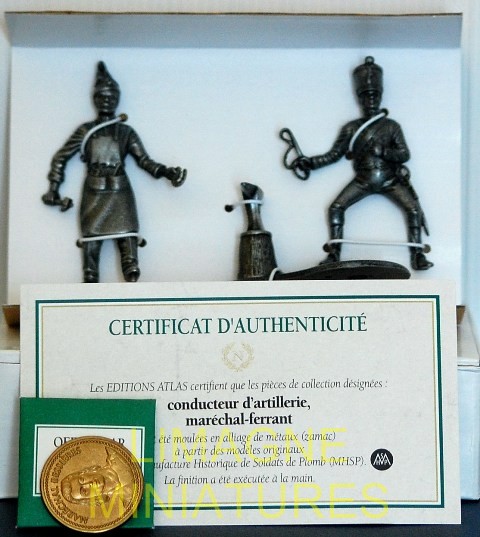 CERTIFICAT D'AUTHENTICITÉ
N
Les EDITIONS ATLAS certifient que les pièces de collection désignées :
conducteur d'artillerie,
maréchal-ferrant
été moulées en alliage de métaux (zamac)
à partir des modèles originaux
Historique de Soldats de Plomb (MHSP).
La finition a été exécutée à la main.
LIMAGNE
MINIATURES